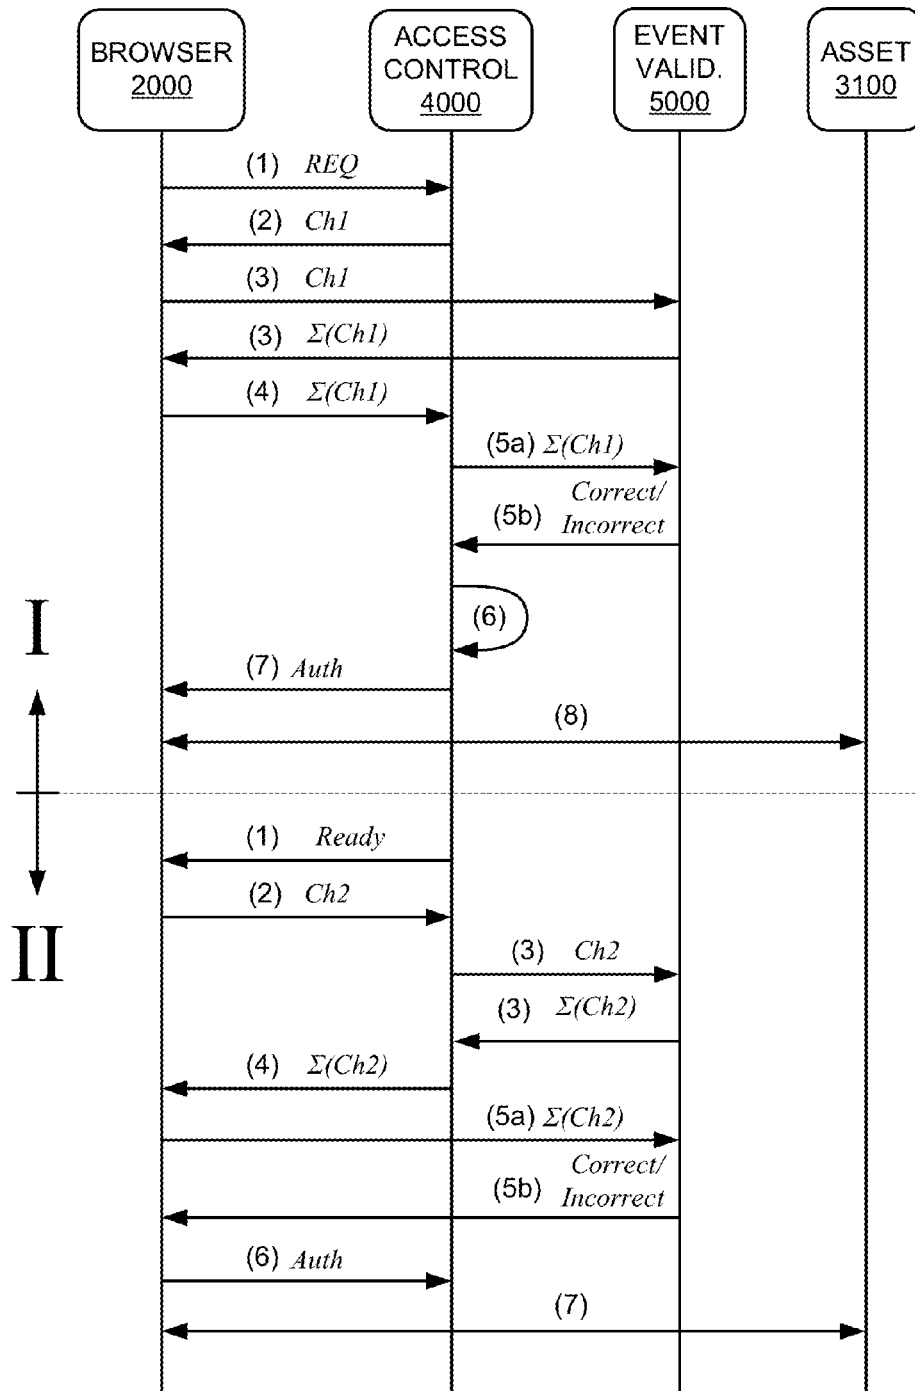 BROWSER
2000
ACCESS
CONTROL
4000
EVENT
VALID.
5000
ASSET
3100
(1) REQ
(2) Ch1
(3) Ch1
(3) Σ(Ch1)
(4) Σ(Ch1)
(5a) Σ(Ch1)
(5b) Correct/
Incorrect
(6)
I
(7) Auth
(8)
(1) Ready
(2) Ch2
II
(3) Ch2
(3) Σ(Ch2)
(4) Σ(Ch2)
(5a) Σ(Ch2)
(5b) Correct/
Incorrect
(6) Auth
(7)